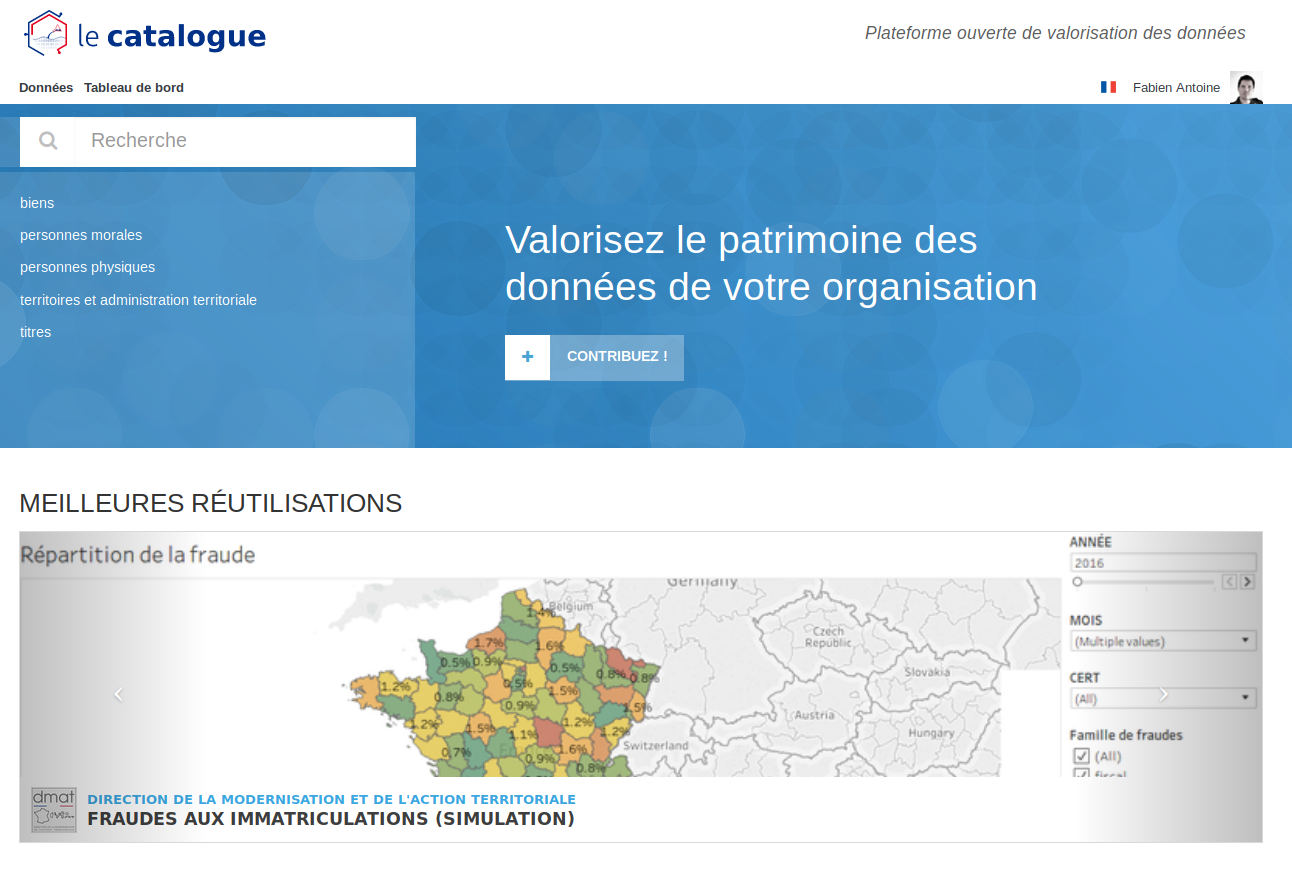 le catalogue
Plateforme ouverte de valorisation des données
Données Tableau de bord
Fabien Antoine
Recherche
biens
personnes morales
personnes physiques
territoires et administration territoriale
titres
Valorisez le patrimoine des
données de votre organisation
+ CONTRIBUEZ !
MEILLEURES RÉUTILISATIONS
Répartition de la fraude
ANNÉE
2016
MOIS
(Multiple values)
CERT
(All)
Famille de fraudes
(All)
fiscal
Germany
Belgium
Czech
Republic
Slovakia
Austria
Hungary
Switzerland
1.4%
1.7%
1.6%
0.5%
0.9%
0.5%
0.8%
0.8%
1.2%
0.5%
1.5%
0.8%
0.9%
1.5%
1.2%
1.5%
1.1%
1.2%
1.2%
0.7%
1.6%
0.9%
0.8%
dmat
DIRECTION DE LA MODERNISATION ET DE L'ACTION TERRITORIALE
FRAUDES AUX IMMATRICULATIONS (SIMULATION)